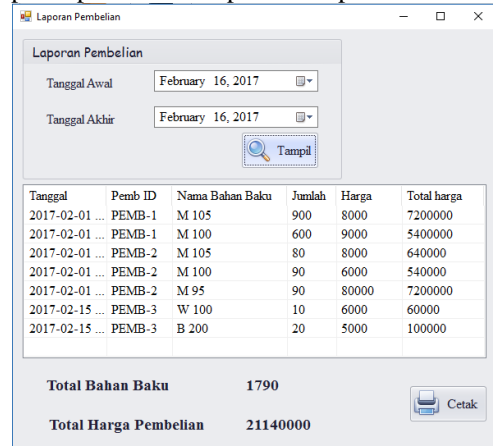 Laporan Pembelian
Laporan Pembelian
Tanggal Awal February 16, 2017
Tanggal Akhir February 16, 2017
Tampil
Tanggal Pemb ID Nama Bahan Baku Jumlah Harga Total harga
2017-02-01 ... PEMB-1 M 105 900 8000 7200000
2017-02-01 ... PEMB-1 M 100 600 9000 5400000
2017-02-01 ... PEMB-2 M 105 80 8000 640000
2017-02-01 ... PEMB-2 M 100 90 6000 540000
2017-02-01 ... PEMB-2 M 95 90 80000 7200000
2017-02-15 ... PEMB-3 W 100 10 6000 60000
2017-02-15 ... PEMB-3 B 200 20 5000 100000
Total Bahan Baku 1790
Cetak
Total Harga Pembelian 21140000